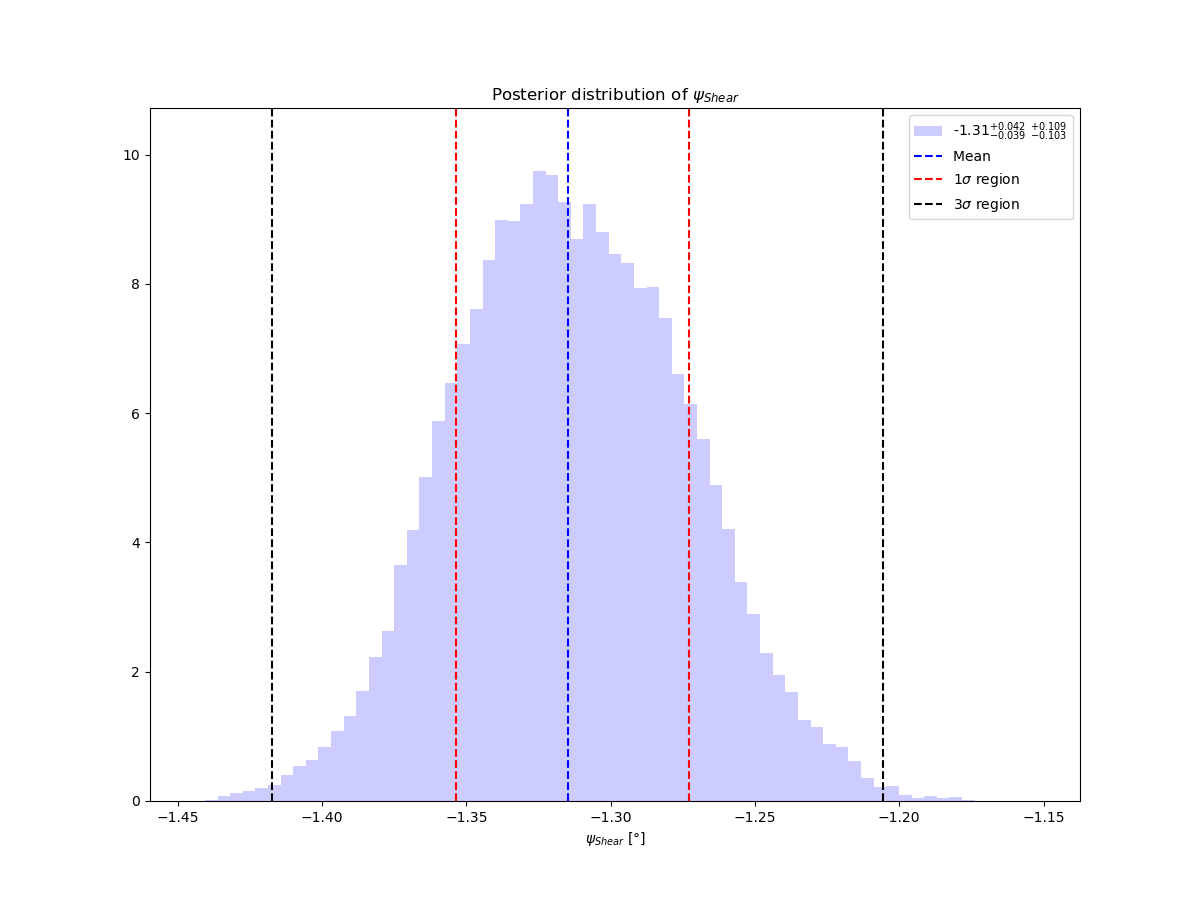 Posterior distribution of ψShear
10
8
6
4
2
0
-1.31+0.042 +0.109
−0.039 −0.103
Mean
1σ region
3σ region
−1.45 −1.40 −1.35 −1.30 −1.25 −1.20 −1.15
ψShear [°]